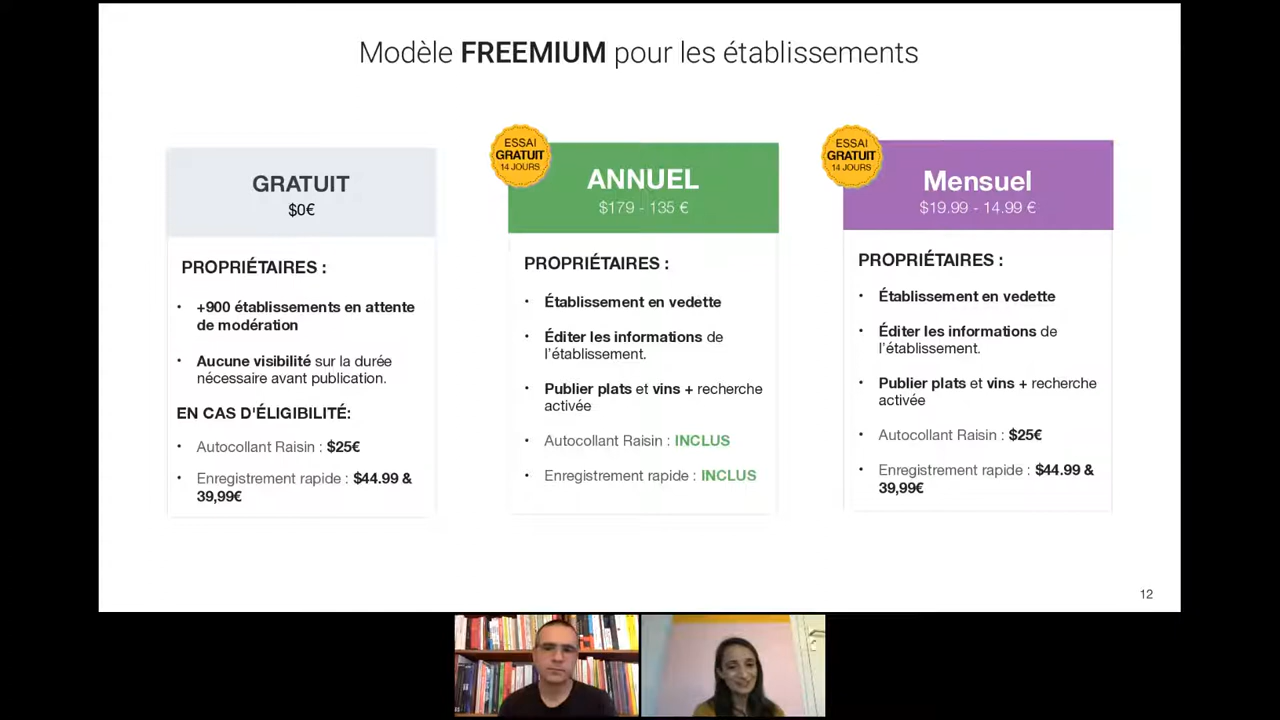 Modèle FREEMIUM pour les établissements
GRATUIT
$0€
PROPRIÉTAIRES :
• +900 établissements en attente
de modération
• Aucune visibilité sur la durée
nécessaire avant publication.
EN CAS D'ÉLIGIBILITÉ:
• Autocollant Raisin : $25€
• Enregistrement rapide : $44.99 &
39,99€
ESSAI
GRATUIT
14 JOURS
ANNUEL
$179 - 135 €
PROPRIÉTAIRES :
• Établissement en vedette
• Éditer les informations de
l'établissement.
• Publier plats et vins + recherche
activée
• Autocollant Raisin : INCLUS
• Enregistrement rapide : INCLUS
ESSAI
GRATUIT
14 JOURS
Mensuel
$19.99 - 14.99 €
PROPRIÉTAIRES :
• Établissement en vedette
• Éditer les informations de
l'établissement.
• Publier plats et vins + recherche
activée
• Autocollant Raisin : $25€
• Enregistrement rapide : $44.99 &
39,99€
12